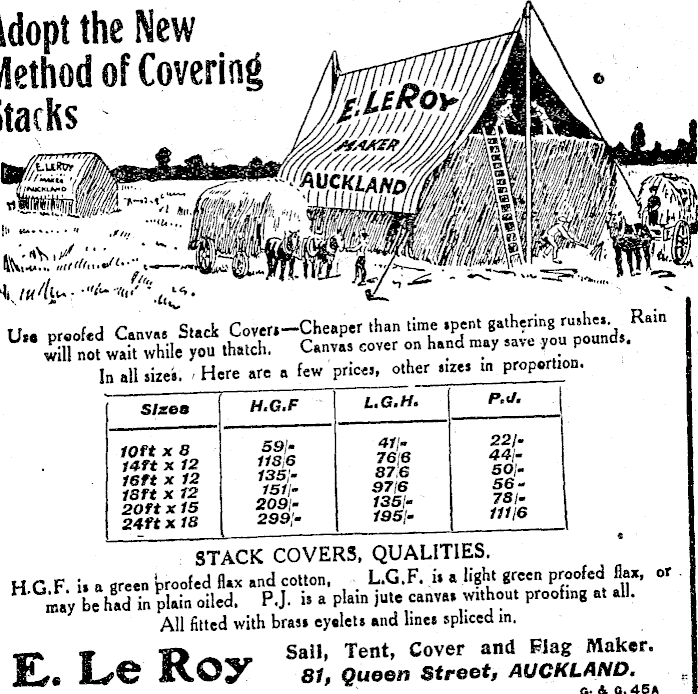 Adopt the New
Method of Covering
Stacks
E. LEROY
MAKER
AUCKLAND
E. LEROY
MAKER
AUCKLAND
Use proofed Canvas Stack Covers—Cheaper than time spent gathering rushes. Rain
will not wait while you thatch. Canvas cover on hand may save you pounds.
In all sizes. Here are a few prices, other sizes in proportion.
Sizes H.G.F L.G.H. P.J.
10ft x 8 59/- 41/- 22/-
14ft x 12 118/6 76/6 44/-
16ft x 12 135/- 87/6 50/-
18ft x 12 151/- 97/6 56/-
20ft x 15 209/- 135/- 78/-
24ft x 18 299/- 195/- 111/6
STACK COVERS, QUALITIES.
H.G.F. is a green proofed flax and cotton, L.G.F. is a light green proofed flax, or
may be had in plain oiled. P.J. is a plain jute canvas without proofing at all.
All fitted with brass eyelets and lines spliced in.
E. Le Roy
Sail, Tent, Cover and Flag Maker.
81, Queen Street, AUCKLAND.
G. & G. 45A